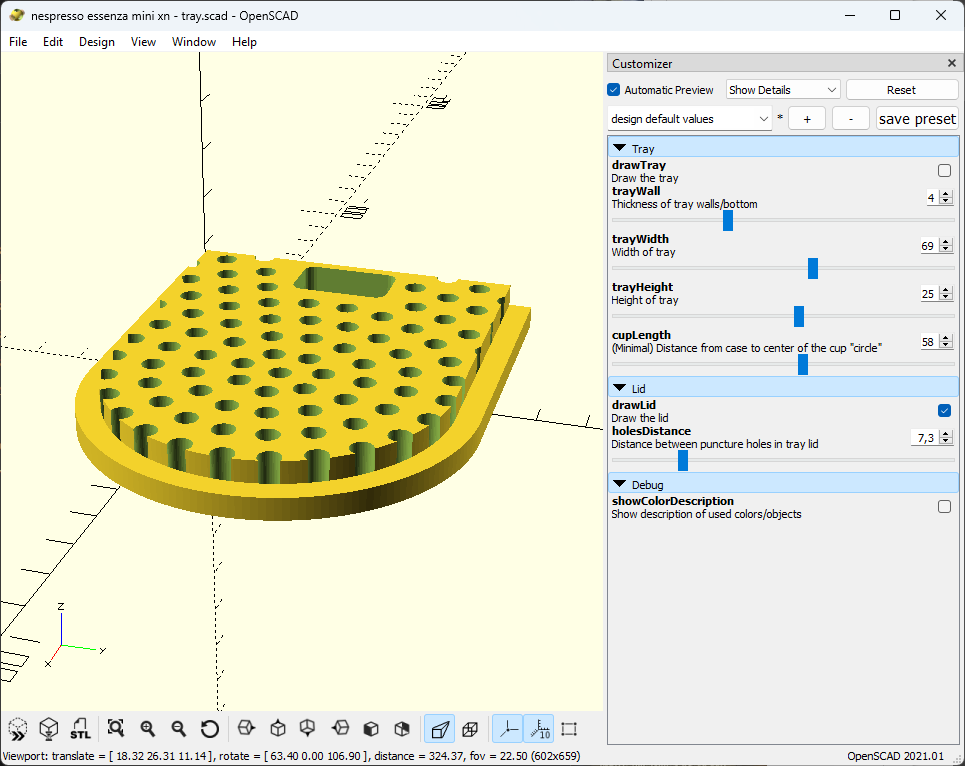 nespresso essenza mini xn - tray.scad - OpenSCAD
File Edit Design View Window Help
Customizer
Automatic Preview Show Details Reset
design default values * + - save preset
Tray
drawTray
Draw the tray
trayWall
Thickness of tray walls/bottom 4
trayWidth
Width of tray 69
trayHeight
Height of tray 25
cupLength
(Minimal) Distance from case to center of the cup "circle" 58
Lid
drawLid
Draw the lid
holesDistance
Distance between puncture holes in tray lid 7,3
Debug
showColorDescription
Show description of used colors/objects
z
y
x
STL
10
Viewport: translate = [ 18.32 26.31 11.14 ], rotate = [ 63.40 0.00 106.90 ], distance = 324.37, fov = 22.50 (602x659) OpenSCAD 2021.01